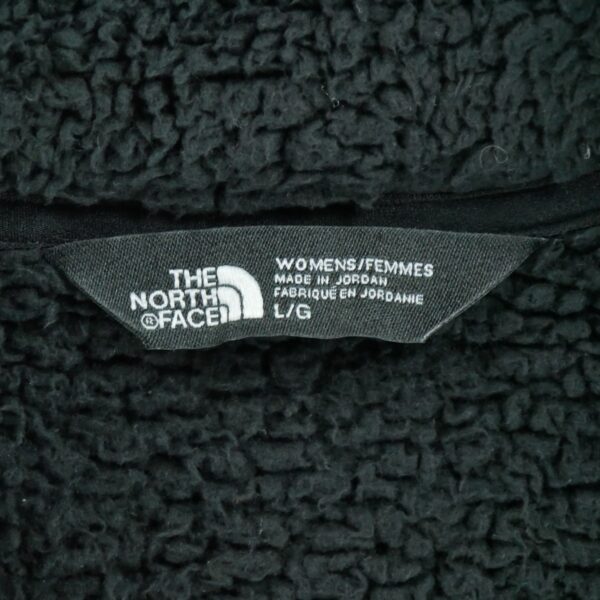 THE
NORTH
®FACE
WOMENS/FEMMES
MADE IN JORDAN
FABRIQUÉ EN JORDANIE
L/G